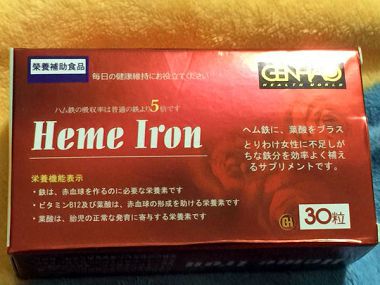 栄養補助食品
毎日の健康維持にお役立てください
GENTAO
HEALTH WORLD
ハム鉄の吸収率は普通の鉄より5倍です
Heme Iron
ヘム鉄に、葉酸をプラス
とりわけ女性に不足しが
ちな鉄分を効率よく補え
るサプリメントです。
栄養機能表示
・鉄は、赤血球を作るのに必要な栄養素です
・ビタミンB12及び葉酸は、赤血球の形成を助ける栄養素です
・葉酸は、胎児の正常な発育に寄与する栄養素です
30粒
Heme Iron